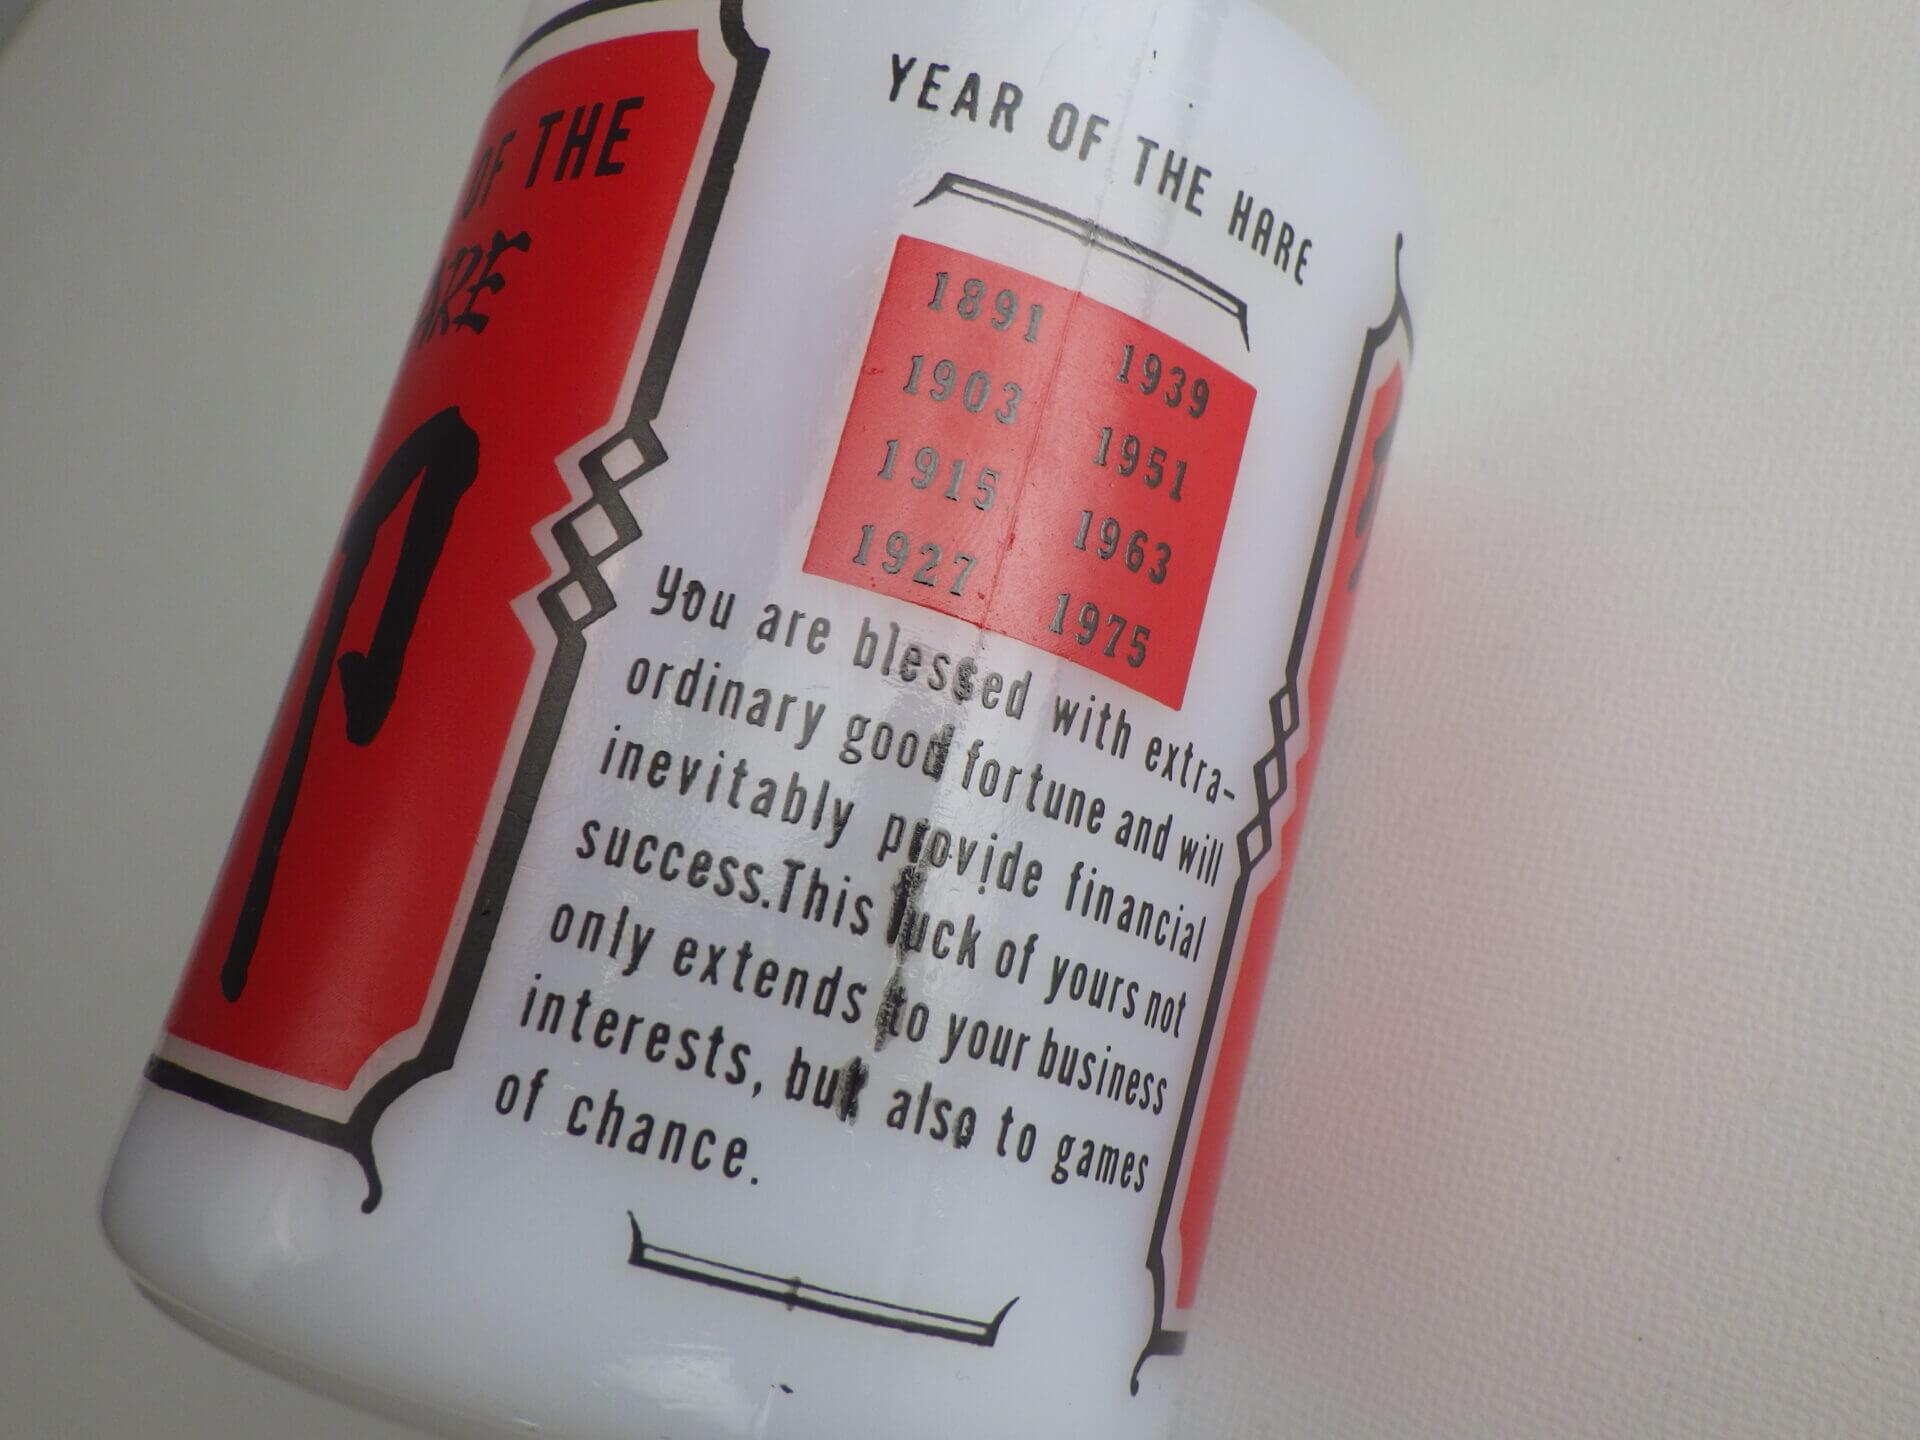 OF THE
YEAR OF THE HARE
1891 1939
1903 1951
1915 1963
1927 1975
you are blessed with extra-
ordinary good fortune and will
inevitably provide financial
success.This luck of yours not
only extends to your business
interests, but also to games
of chance.